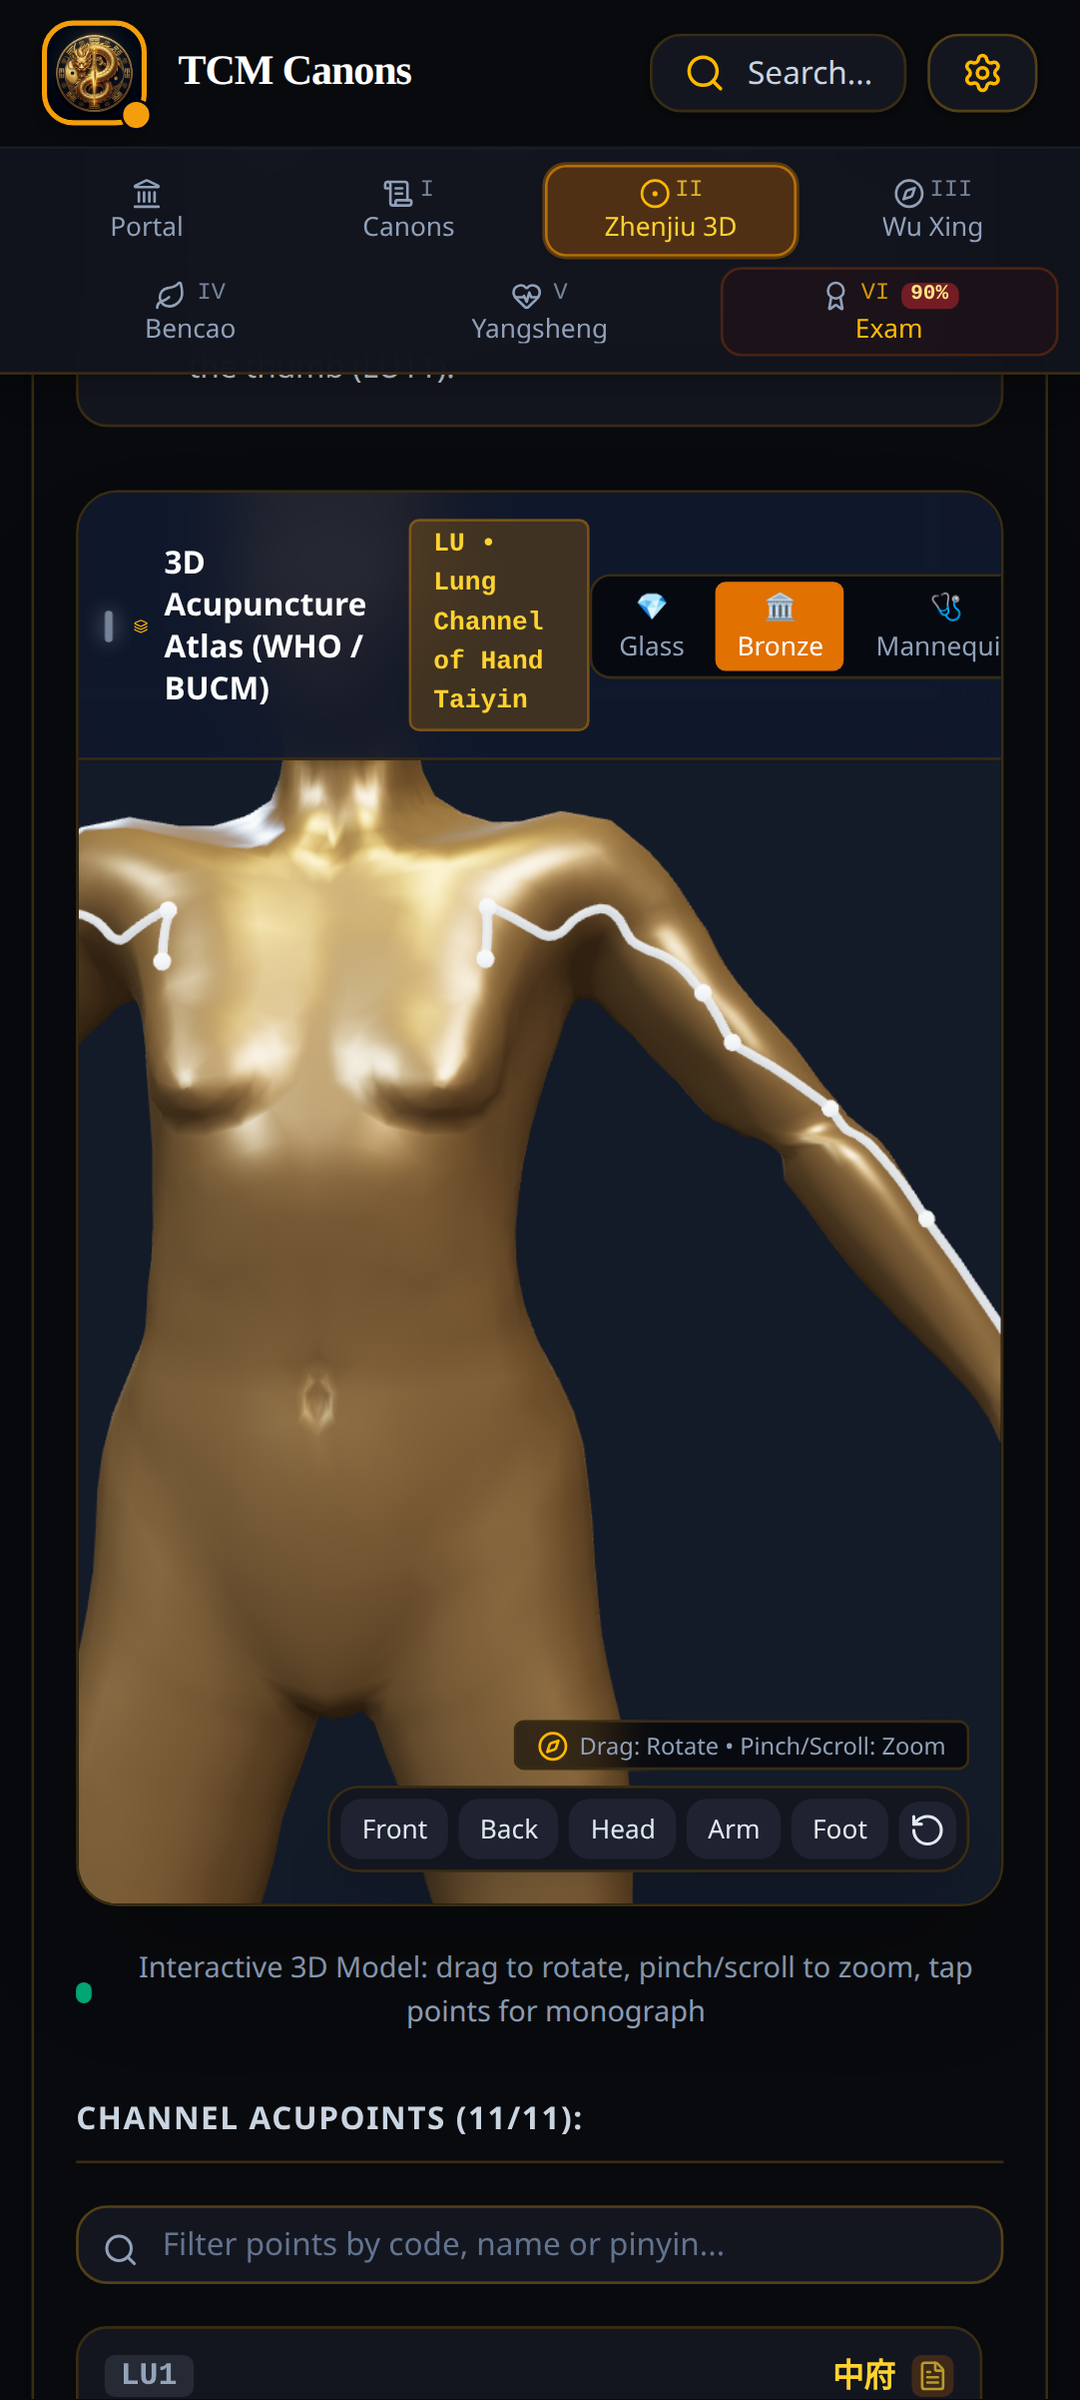 TCM Canons
Search...
Portal
I
Canons
II
Zhenjiu 3D
III
Wu Xing
IV
Bencao
V
Yangsheng
VI 90%
Exam
the thumb (LU11).
3D
Acupuncture
Atlas (WHO /
BUCM)
LU •
Lung
Channel
of Hand
Taiyin
Glass
Bronze
Mannequi
Drag: Rotate • Pinch/Scroll: Zoom
Front Back Head Arm Foot
Interactive 3D Model: drag to rotate, pinch/scroll to zoom, tap
points for monograph
CHANNEL ACUPOINTS (11/11):
Filter points by code, name or pinyin...
LU1 中府